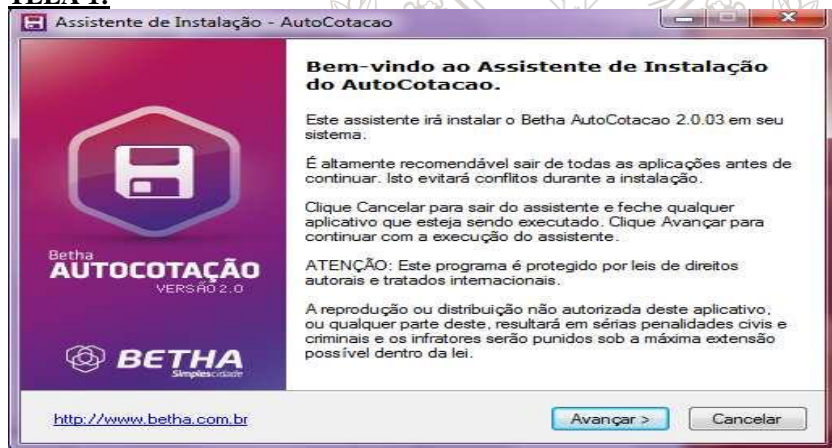 TELA 1:
Assistente de Instalação - AutoCotacao
Bem-vindo ao Assistente de Instalação
do AutoCotacao.
Este assistente irá instalar o Betha AutoCotacao 2.0.03 em seu
sistema.
É altamente recomendável sair de todas as aplicações antes de
continuar. Isto evitará conflitos durante a instalação.
Clique Cancelar para sair do assistente e feche qualquer
aplicativo que esteja sendo executado. Clique Avançar para
continuar com a execução do assistente.
ATENÇÃO: Este programa é protegido por leis de direitos
autorais e tratados internacionais.
A reprodução ou distribuição não autorizada deste aplicativo,
ou qualquer parte deste, resultará em sérias penalidades civis e
criminais e os infratores serão punidos sob a máxima extensão
possível dentro da lei.
Betha
AUTOCOTAÇÃO
VERSÃO 2.0
BETHA
Simplescidade
http://www.betha.com.br
Avançar >
Cancelar